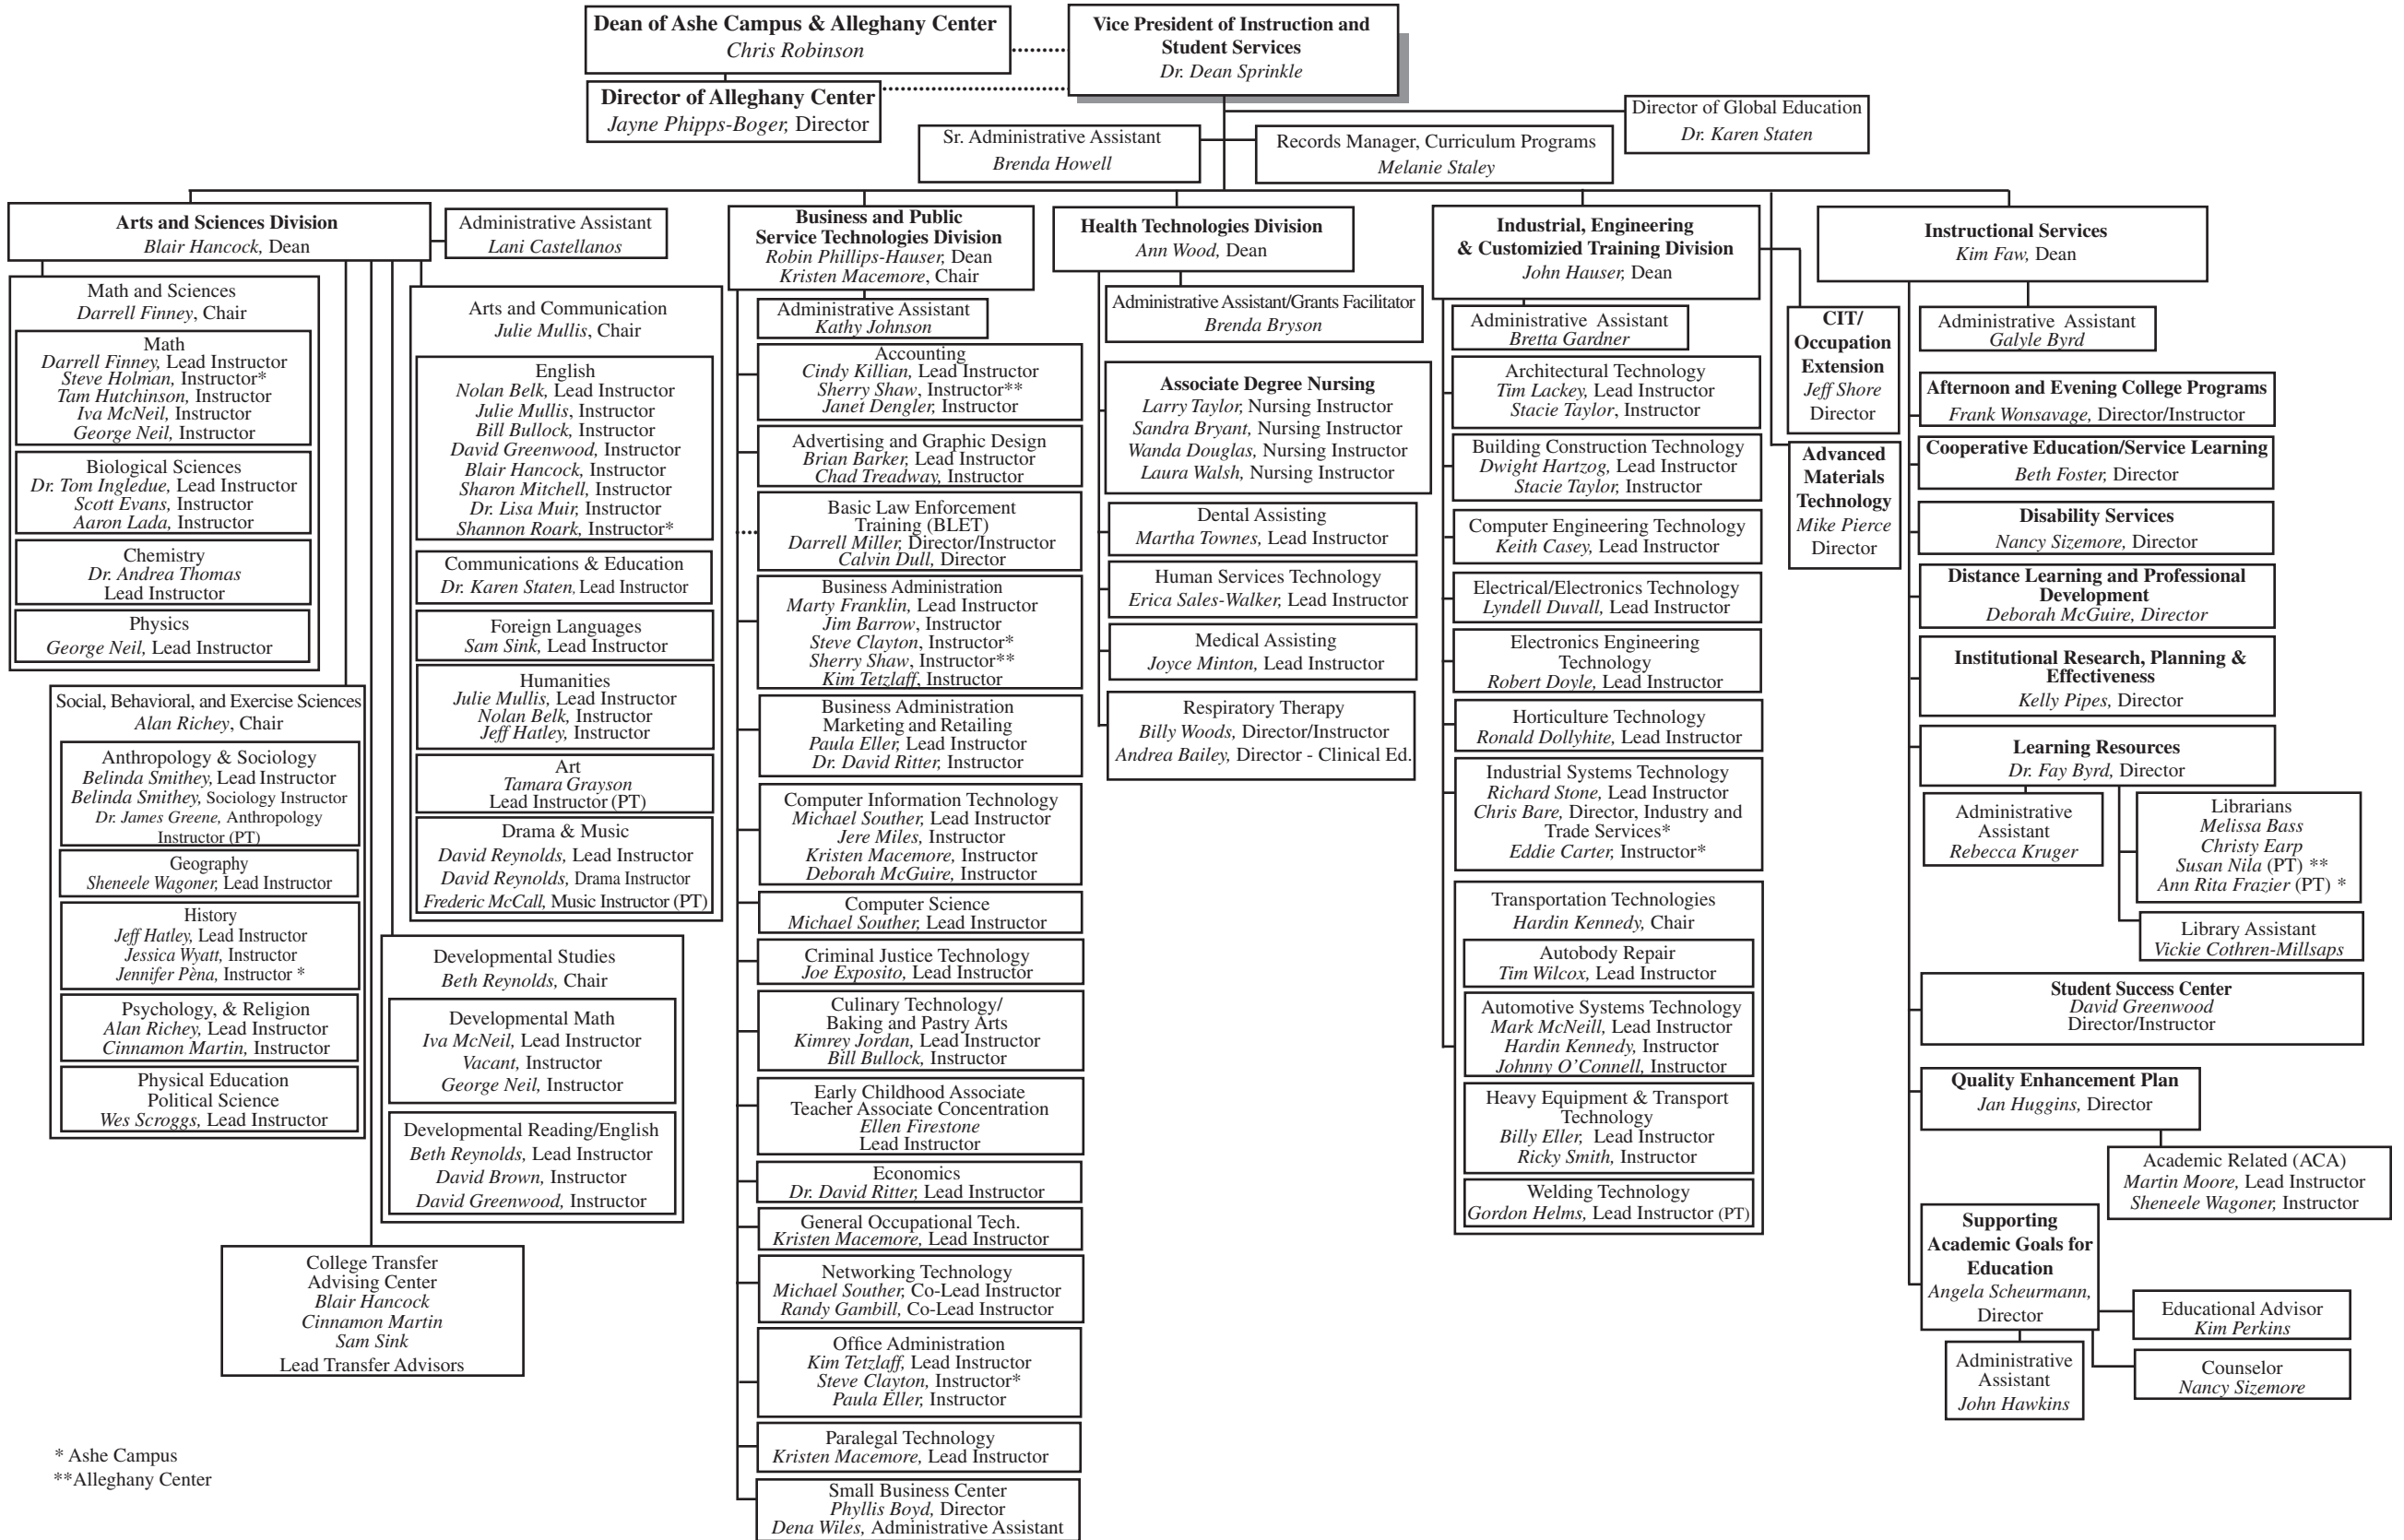 Dean of Ashe Campus & Alleghany Center
Chris Robinson
Vice President of Instruction and
Student Services
Dr. Dean Sprinkle
Director of Alleghany Center
Jayne Phipps-Boger, Director
Director of Global Education
Dr. Karen Staten
Sr. Administrative Assistant
Brenda Howell
Records Manager, Curriculum Programs
Melanie Staley
Arts and Sciences Division
Blair Hancock, Dean
Administrative Assistant
Lani Castellanos
Math and Sciences
Darrell Finney, Chair
Math
Darrell Finney, Lead Instructor
Steve Holman, Instructor*
Tam Hutchinson, Instructor
Iva McNeil, Instructor
George Neil, Instructor
Biological Sciences
Dr. Tom Ingledue, Lead Instructor
Scott Evans, Instructor
Aaron Lada, Instructor
Chemistry
Dr. Andrea Thomas
Lead Instructor
Physics
George Neil, Lead Instructor
Social, Behavioral, and Exercise Sciences
Alan Richey, Chair
Anthropology & Sociology
Belinda Smithey, Lead Instructor
Belinda Smithey, Sociology Instructor
Dr. James Greene, Anthropology
Instructor (PT)
Geography
Sheneele Wagoner, Lead Instructor
History
Jeff Hatley, Lead Instructor
Jessica Wyatt, Instructor
Jennifer Pèna, Instructor *
Psychology, & Religion
Alan Richey, Lead Instructor
Cinnamon Martin, Instructor
Physical Education
Political Science
Wes Scroggs, Lead Instructor
Arts and Communication
Julie Mullis, Chair
English
Nolan Belk, Lead Instructor
Julie Mullis, Instructor
Bill Bullock, Instructor
David Greenwood, Instructor
Blair Hancock, Instructor
Sharon Mitchell, Instructor
Dr. Lisa Muir, Instructor
Shannon Roark, Instructor*
Communications & Education
Dr. Karen Staten, Lead Instructor
Foreign Languages
Sam Sink, Lead Instructor
Humanities
Julie Mullis, Lead Instructor
Nolan Belk, Instructor
Jeff Hatley, Instructor
Art
Tamara Grayson
Lead Instructor (PT)
Drama & Music
David Reynolds, Lead Instructor
David Reynolds, Drama Instructor
Frederic McCall, Music Instructor (PT)
Developmental Studies
Beth Reynolds, Chair
Developmental Math
Iva McNeil, Lead Instructor
Vacant, Instructor
George Neil, Instructor
Developmental Reading/English
Beth Reynolds, Lead Instructor
David Brown, Instructor
David Greenwood, Instructor
College Transfer
Advising Center
Blair Hancock
Cinnamon Martin
Sam Sink
Lead Transfer Advisors
Business and Public
Service Technologies Division
Robin Phillips-Hauser, Dean
Kristen Macemore, Chair
Administrative Assistant
Kathy Johnson
Accounting
Cindy Killian, Lead Instructor
Sherry Shaw, Instructor**
Janet Dengler, Instructor
Advertising and Graphic Design
Brian Barker, Lead Instructor
Chad Treadway, Instructor
Basic Law Enforcement
Training (BLET)
Darrell Miller, Director/Instructor
Calvin Dull, Director
Business Administration
Marty Franklin, Lead Instructor
Jim Barrow, Instructor
Steve Clayton, Instructor*
Sherry Shaw, Instructor**
Kim Tetzlaff, Instructor
Business Administration
Marketing and Retailing
Paula Eller, Lead Instructor
Dr. David Ritter, Instructor
Computer Information Technology
Michael Souther, Lead Instructor
Jere Miles, Instructor
Kristen Macemore, Instructor
Deborah McGuire, Instructor
Computer Science
Michael Souther, Lead Instructor
Criminal Justice Technology
Joe Exposito, Lead Instructor
Culinary Technology/
Baking and Pastry Arts
Kimrey Jordan, Lead Instructor
Bill Bullock, Instructor
Early Childhood Associate
Teacher Associate Concentration
Ellen Firestone
Lead Instructor
Economics
Dr. David Ritter, Lead Instructor
General Occupational Tech.
Kristen Macemore, Lead Instructor
Networking Technology
Michael Souther, Co-Lead Instructor
Randy Gambill, Co-Lead Instructor
Office Administration
Kim Tetzlaff, Lead Instructor
Steve Clayton, Instructor*
Paula Eller, Instructor
Paralegal Technology
Kristen Macemore, Lead Instructor
Small Business Center
Phyllis Boyd, Director
Dena Wiles, Administrative Assistant
Health Technologies Division
Ann Wood, Dean
Administrative Assistant/Grants Facilitator
Brenda Bryson
Associate Degree Nursing
Larry Taylor, Nursing Instructor
Sandra Bryant, Nursing Instructor
Wanda Douglas, Nursing Instructor
Laura Walsh, Nursing Instructor
Dental Assisting
Martha Townes, Lead Instructor
Human Services Technology
Erica Sales-Walker, Lead Instructor
Medical Assisting
Joyce Minton, Lead Instructor
Respiratory Therapy
Billy Woods, Director/Instructor
Andrea Bailey, Director - Clinical Ed.
Industrial, Engineering
& Customizied Training Division
John Hauser, Dean
Administrative Assistant
Bretta Gardner
Architectural Technology
Tim Lackey, Lead Instructor
Stacie Taylor, Instructor
Building Construction Technology
Dwight Hartzog, Lead Instructor
Stacie Taylor, Instructor
Computer Engineering Technology
Keith Casey, Lead Instructor
Electrical/Electronics Technology
Lyndell Duvall, Lead Instructor
Electronics Engineering
Technology
Robert Doyle, Lead Instructor
Horticulture Technology
Ronald Dollyhite, Lead Instructor
Industrial Systems Technology
Richard Stone, Lead Instructor
Chris Bare, Director, Industry and
Trade Services*
Eddie Carter, Instructor*
Transportation Technologies
Hardin Kennedy, Chair
Autobody Repair
Tim Wilcox, Lead Instructor
Automotive Systems Technology
Mark McNeill, Lead Instructor
Hardin Kennedy, Instructor
Johnny O'Connell, Instructor
Heavy Equipment & Transport
Technology
Billy Eller, Lead Instructor
Ricky Smith, Instructor
Welding Technology
Gordon Helms, Lead Instructor (PT)
CIT/
Occupation
Extension
Jeff Shore
Director
Advanced
Materials
Technology
Mike Pierce
Director
Instructional Services
Kim Faw, Dean
Administrative Assistant
Galyle Byrd
Afternoon and Evening College Programs
Frank Wonsavage, Director/Instructor
Cooperative Education/Service Learning
Beth Foster, Director
Disability Services
Nancy Sizemore, Director
Distance Learning and Professional
Development
Deborah McGuire, Director
Institutional Research, Planning &
Effectiveness
Kelly Pipes, Director
Learning Resources
Dr. Fay Byrd, Director
Administrative
Assistant
Rebecca Kruger
Librarians
Melissa Bass
Christy Earp
Susan Nila (PT) **
Ann Rita Frazier (PT) *
Library Assistant
Vickie Cothren-Millsaps
Student Success Center
David Greenwood
Director/Instructor
Quality Enhancement Plan
Jan Huggins, Director
Academic Related (ACA)
Martin Moore, Lead Instructor
Sheneele Wagoner, Instructor
Supporting
Academic Goals for
Education
Angela Scheurmann,
Director
Educational Advisor
Kim Perkins
Counselor
Nancy Sizemore
Administrative
Assistant
John Hawkins
* Ashe Campus
**Alleghany Center